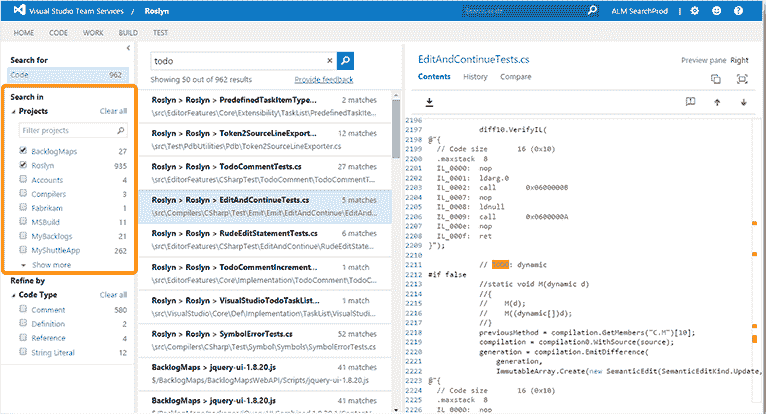 Visual Studio Team Services / Roslyn
ALM SearchProd
HOME CODE WORK BUILD TEST
Search for
Code 962
Search in
Projects Clear all
Filter projects
BacklogMaps 27
Roslyn 935
Accounts 4
Compilers 3
Fabrikam 1
MSBuild 11
MyBacklogs 21
MyShuttleApp 262
Show more
Refine by
Code Type Clear all
Comment 580
Definition 2
Reference 4
String Literal 12
todo
Showing 50 out of 962 results Provide feedback
Roslyn > Roslyn > PredefinedTaskItemType... 2 matches
\src\EditorFeatures\Core\Extensibility\TaskList\PredefinedTaskItem...
Roslyn > Roslyn > Token2SourceLineExport... 12 matches
\src\Test\PdbUtilities\Pdb\Token2SourceLineExporter.cs
Roslyn > Roslyn > TodoCommentTests.cs 27 matches
\src\EditorFeatures\CSharpTest\TodoComment\TodoCommentTests.cs
Roslyn > Roslyn > EditAndContinueTests.cs 5 matches
\src\Compilers\CSharp\Test\Emit\Emit\EditAndContinue\EditAnd...
Roslyn > Roslyn > RudeEditStatementTests.cs 6 matches
\src\EditorFeatures\CSharpTest\EditAndContinue\RudeEditState...
Roslyn > Roslyn > TodoCommentIncrement... 1 match
\src\EditorFeatures\Core\Implementation\TodoComment\TodoC...
Roslyn > Roslyn > VisualStudioTodoTaskList... 1 match
\src\VisualStudio\Core\Def\Implementation\TaskList\VisualStud...
Roslyn > Roslyn > SymbolErrorTests.cs 52 matches
\src\Compilers\CSharp\Test\Symbol\Symbols\SymbolErrorTests.cs
BacklogMaps > jquery-ui-1.8.20.js 4 matches
$/BacklogMaps/BacklogMapsWebAPI/Scripts/jquery-ui-1.8.20.js
BacklogMaps > jquery-ui-1.8.20.js 4 matches
EditAndContinueTests.cs
Preview pane Right
Contents History Compare
2196
2197 diff10.VerifyIL(
2198 @"{
2199 // Code size 16 (0x10)
2200 .maxstack 8
2201 IL_0000: nop
2202 IL_0001: ldarg.0
2203 IL_0002: call 0x06000008
2204 IL_0007: nop
2205 IL_0008: ldnull
2206 IL_0009: call 0x0600000A
2207 IL_000e: nop
2208 IL_000f: ret
2209 }");
2210
2211 // TODO: dynamic
2212 #if false
2213 //static void M(dynamic d)
2214 //{
2215 // M(d);
2216 // M((dynamic[])d);
2217 //}
2218 previousMethod = compilation.GetMembers("C.M")[10];
2219 compilation = compilation0.WithSource(source);
2220 generation = compilation.EmitDifference(
2221 generation,
2222 ImmutableArray.Create(new SemanticEdit(SemanticEditKind.Update,
2223 @"{
2224 // Code size 16 (0x10)
2225 .maxstack 8
2226 IL_0000: nop